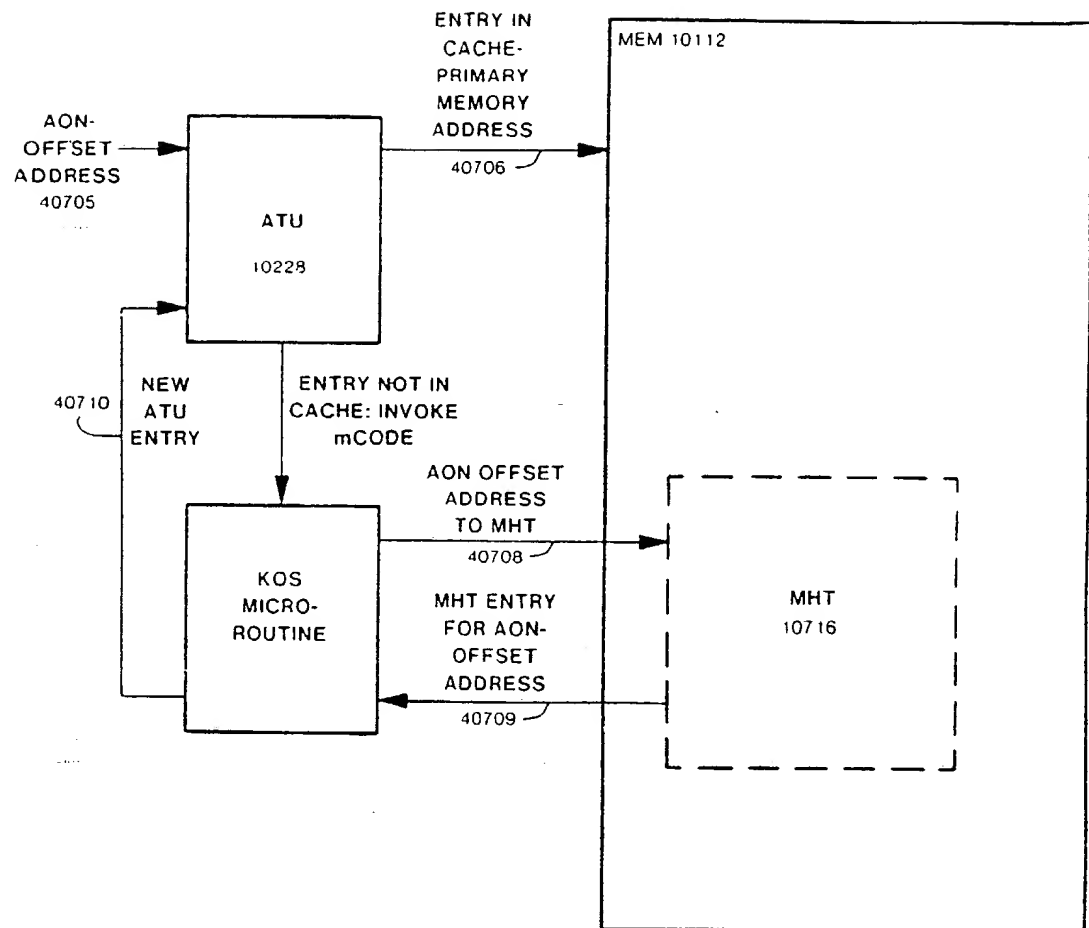 ENTRY IN
CACHE-
PRIMARY
MEMORY
ADDRESS
40706
MEM 10112
AON-
OFFSET
ADDRESS
40705
ATU
10228
40710
NEW
ATU
ENTRY
ENTRY NOT IN
CACHE: INVOKE
mCODE
AON OFFSET
ADDRESS
TO MHT
40708
KOS
MICRO-
ROUTINE
MHT ENTRY
FOR AON-
OFFSET
ADDRESS
40709
MHT
10716